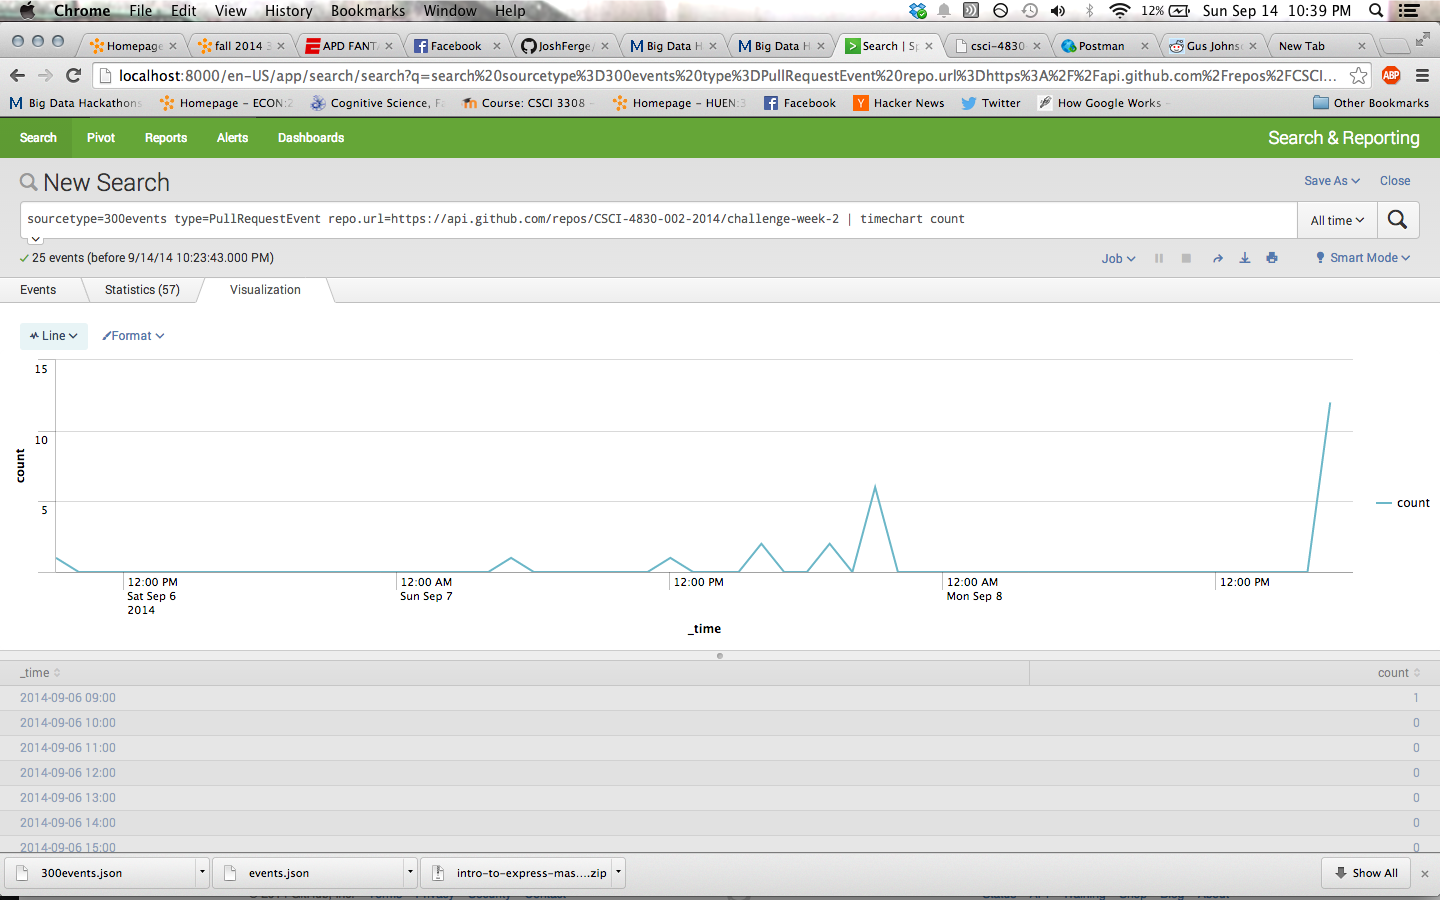 Chrome File Edit View History Bookmarks Window Help 12% Sun Sep 14 10:39 PM
Homepage fall 2014 3 APD FANTA Facebook JoshFerge/ Big Data H Big Data H Search | Sp csci-4830 Postman Gus Johnso New Tab
localhost:8000/en-US/app/search/search?q=search%20sourcetype%3D300events%20type%3DPullRequestEvent%20repo.url%3Dhttps%3A%2F%2Fapi.github.com%2Frepos%2FCSCI... ABP
Big Data Hackathons Homepage – ECON:2 Cognitive Science, F Course: CSCI 3308 – Homepage – HUEN:3 Facebook Hacker News Twitter How Google Works – Other Bookmarks
Search Pivot Reports Alerts Dashboards Search & Reporting
New Search Save As Close
sourcetype=300events type=PullRequestEvent repo.url=https://api.github.com/repos/CSCI-4830-002-2014/challenge-week-2 | timechart count All time
25 events (before 9/14/14 10:23:43.000 PM) Job Smart Mode
Events Statistics (57) Visualization
Line Format
15
10
5
count
count
12:00 PM 12:00 AM 12:00 PM 12:00 AM 12:00 PM
Sat Sep 6 Sun Sep 7 Mon Sep 8
2014
_time
_time count
2014-09-06 09:00 1
2014-09-06 10:00 0
2014-09-06 11:00 0
2014-09-06 12:00 0
2014-09-06 13:00 0
2014-09-06 14:00 0
2014-09-06 15:00 0
300events.json events.json intro-to-express-mas....zip Show All